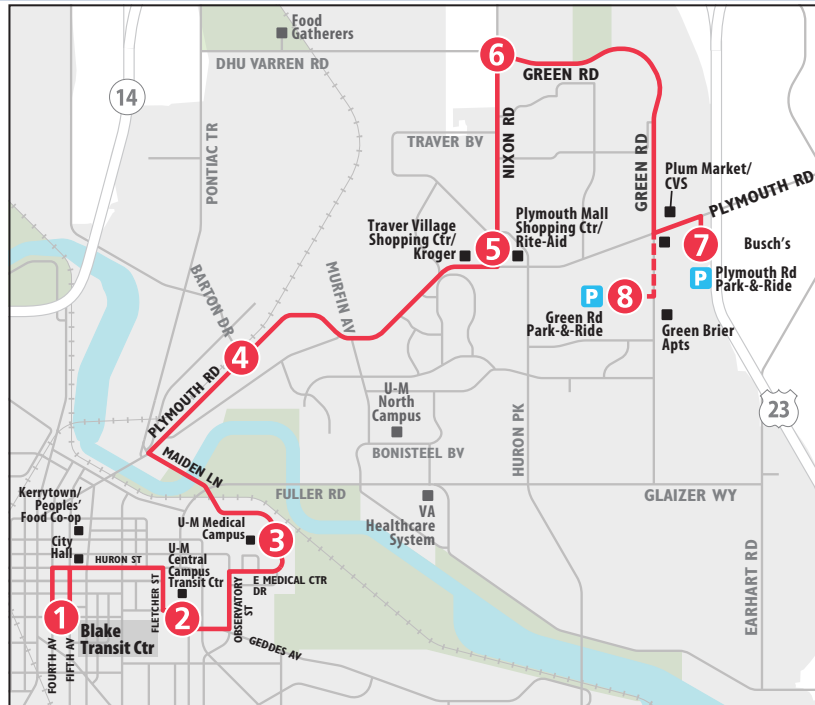 Food
Gatherers
DHU VARREN RD
6
GREEN RD
14
PONTIAC TR
NIXON RD
TRAVER BV
GREEN RD
Plum Market/
CVS
PLYMOUTH RD
Traver Village
Shopping Ctr/
Kroger
5
Plymouth Mall
Shopping Ctr/
Rite-Aid
7
Busch's
P
Plymouth Rd
Park-&-Ride
BARTON DR
MURFIN AV
P
8
Green Rd
Park-&-Ride
Green Brier
Apts
4
PLYMOUTH RD
U-M
North
Campus
HURON PK
23
MAIDEN LN
BONISTEEL BV
FULLER RD
GLAIZER WY
Kerrytown/
Peoples'
Food Co-op
City
Hall
HURON ST
U-M Medical
Campus
3
VA
Healthcare
System
U-M
Central
Campus
Transit Ctr
E MEDICAL CTR
DR
FLETCHER ST
OBSERVATORY
ST
EARHART RD
1
2
Blake
Transit Ctr
GEDDES AV
FOURTH AV
FIFTH AV